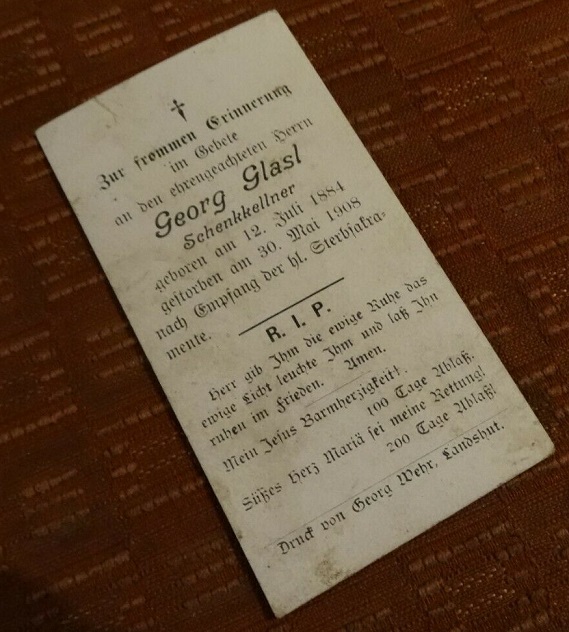 †
Zur frommen Erinnerung
im Gebete
an den ehrengeachteten Herrn
Georg Glasl
Schenkkellner
geboren am 12. Juli 1884
gestorben am 30. Mai 1908
nach Empfang der hl. Sterbsakra-
mente.
R. I. P.
Herr gib Ihm die ewige Ruhe das
ewige Licht leuchte Ihm und laß Ihn
ruhen im Frieden. Amen.
Mein Jesus Barmherzigkeit!
100 Tage Ablaß.
Süßes Herz Mariä sei meine Rettung!
200 Tage Ablaß!
Druck von Georg Wehr, Landshut.